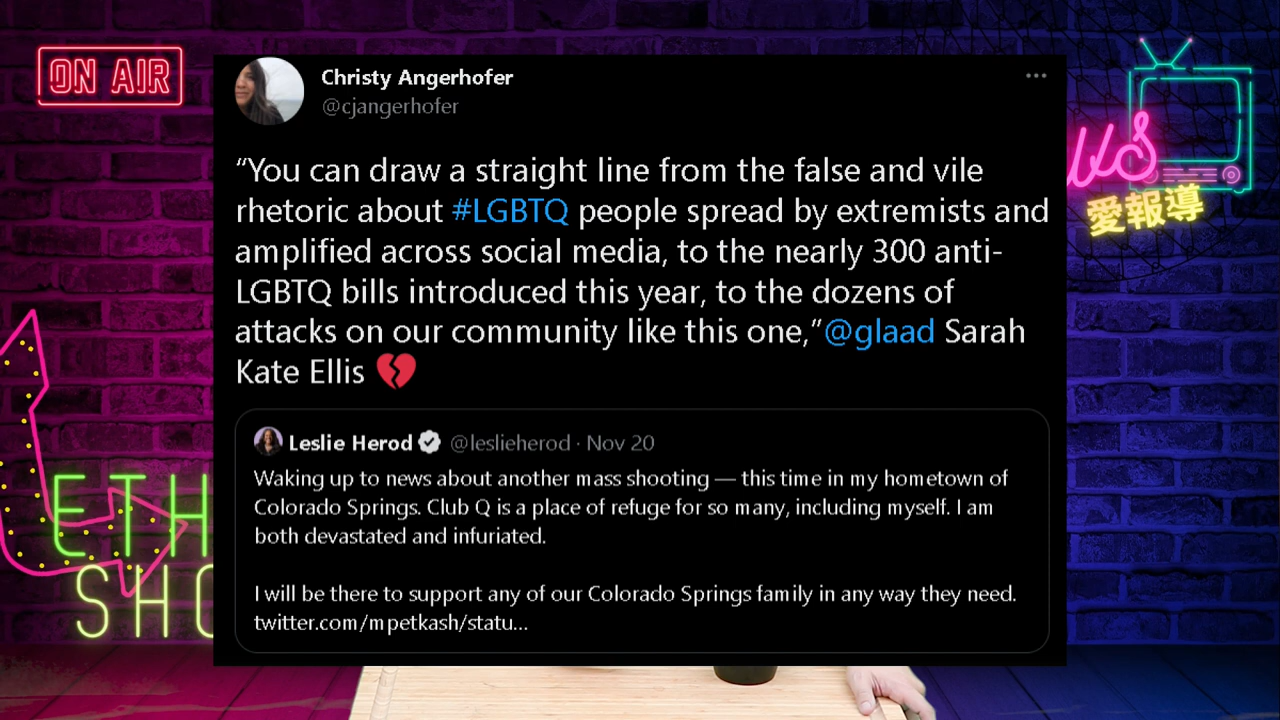 ON AIR
Christy Angerhofer
@cjangerhofer
“You can draw a straight line from the false and vile
rhetoric about #LGBTQ people spread by extremists and
amplified across social media, to the nearly 300 anti-
LGBTQ bills introduced this year, to the dozens of
attacks on our community like this one,”@glaad Sarah
Kate Ellis 💔
Leslie Herod @leslieherod · Nov 20
Waking up to news about another mass shooting — this time in my hometown of
Colorado Springs. Club Q is a place of refuge for so many, including myself. I am
both devastated and infuriated.
I will be there to support any of our Colorado Springs family in any way they need.
twitter.com/mpetkash/statu...
愛報導
ETH
SHO